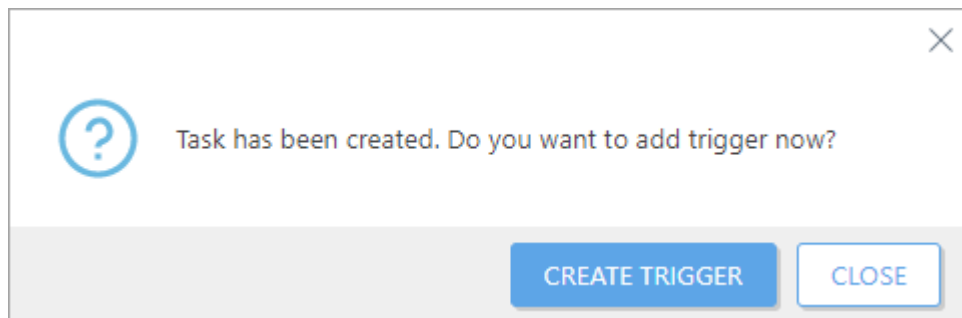 Task has been created. Do you want to add trigger now?
CREATE TRIGGER
CLOSE